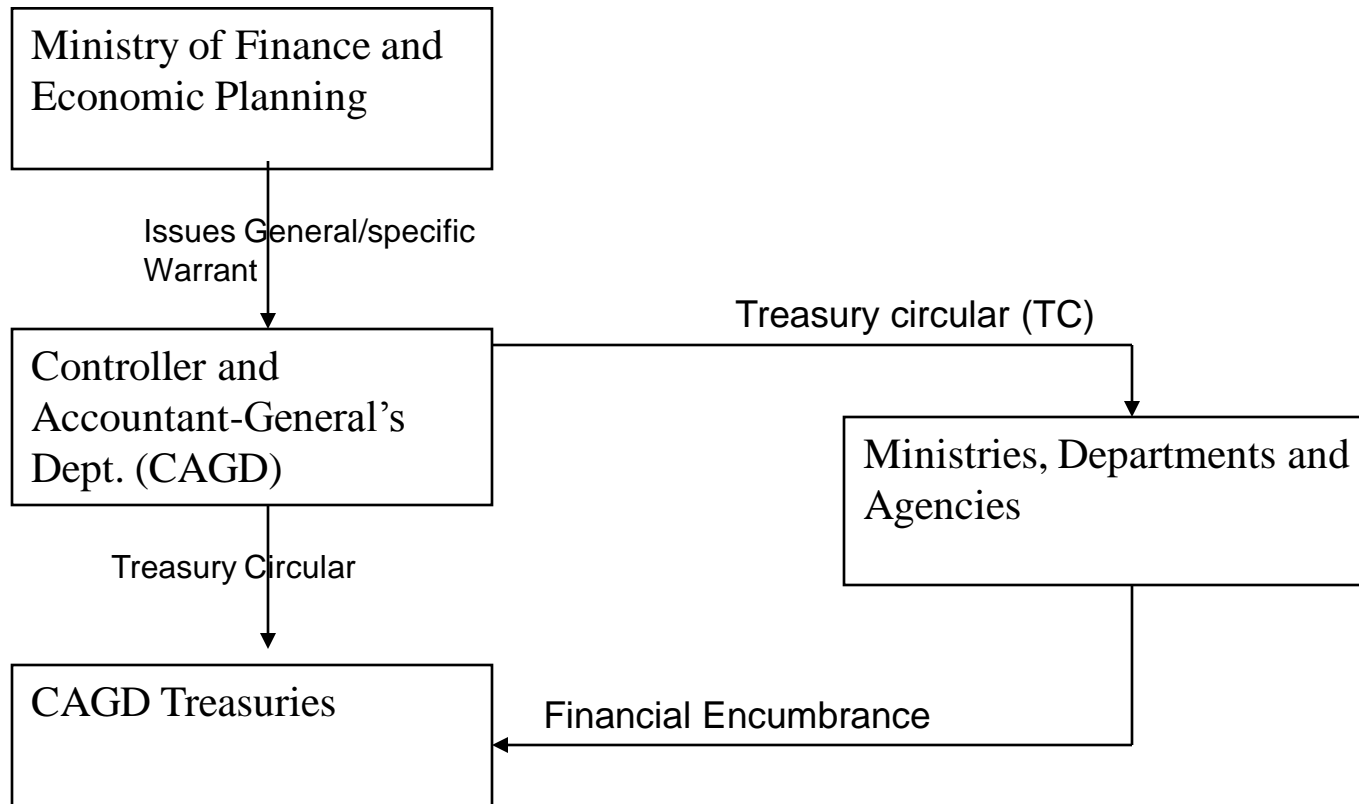 Ministry of Finance and
Economic Planning
Issues General/specific
Warrant
Treasury circular (TC)
Controller and
Accountant-General’s
Dept. (CAGD)
Ministries, Departments and
Agencies
Treasury Circular
CAGD Treasuries
Financial Encumbrance